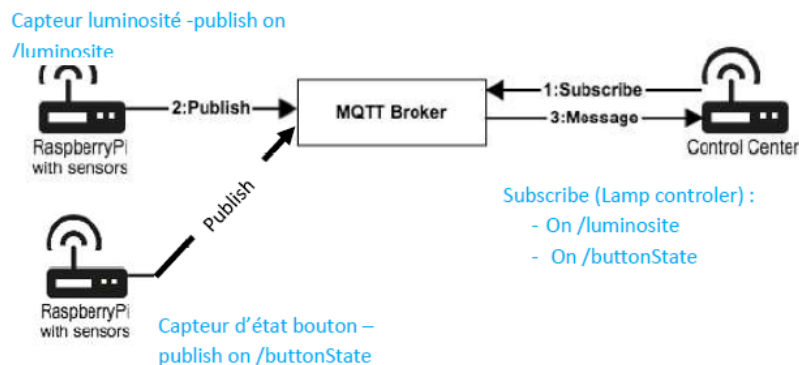 Capteur luminosité -publish on
/luminosite
2:Publish
MQTT Broker
1:Subscribe
3:Message
RaspberryPi
with sensors
Control Center
Publish
Subscribe (Lamp controler) :
- On /luminosite
- On /buttonState
RaspberryPi
with sensors
Capteur d'état bouton –
publish on /buttonState